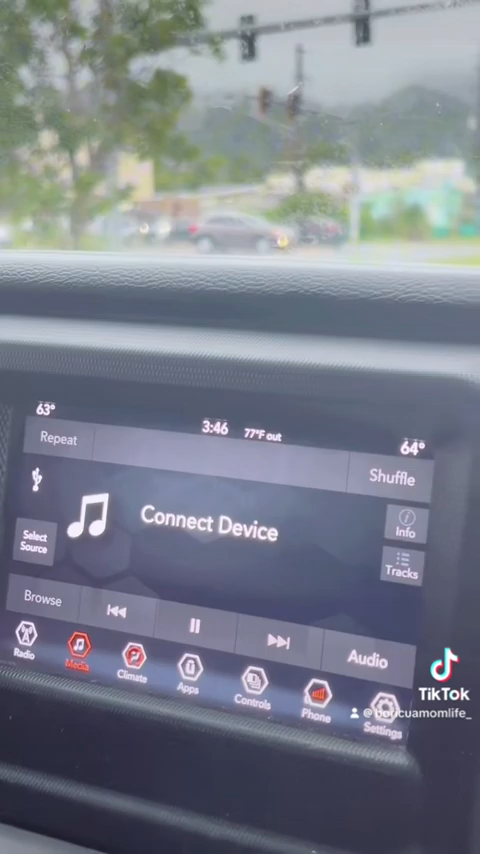 63°
3:46
77°F out
64°
Repeat
Shuffle
Connect Device
Info
Select
Source
Tracks
Browse
Audio
Radio
Media
Climate
Apps
Controls
Phone
Settings
TikTok
@boricuamomlife_